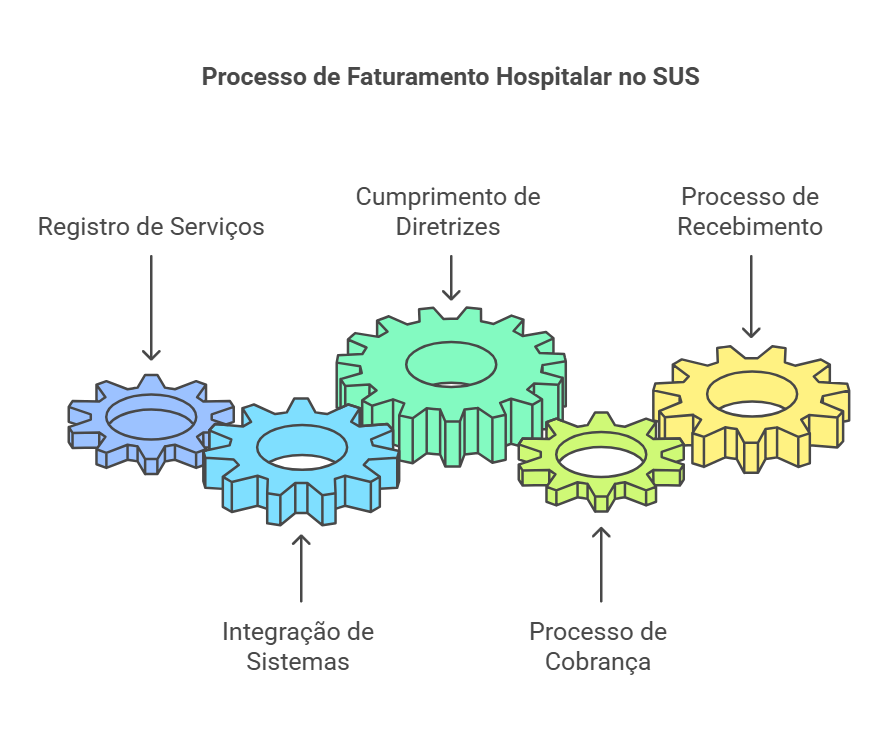 Processo de Faturamento Hospitalar no SUS
Registro de Serviços
Cumprimento de
Diretrizes
Processo de
Recebimento
Integração de
Sistemas
Processo de
Cobrança